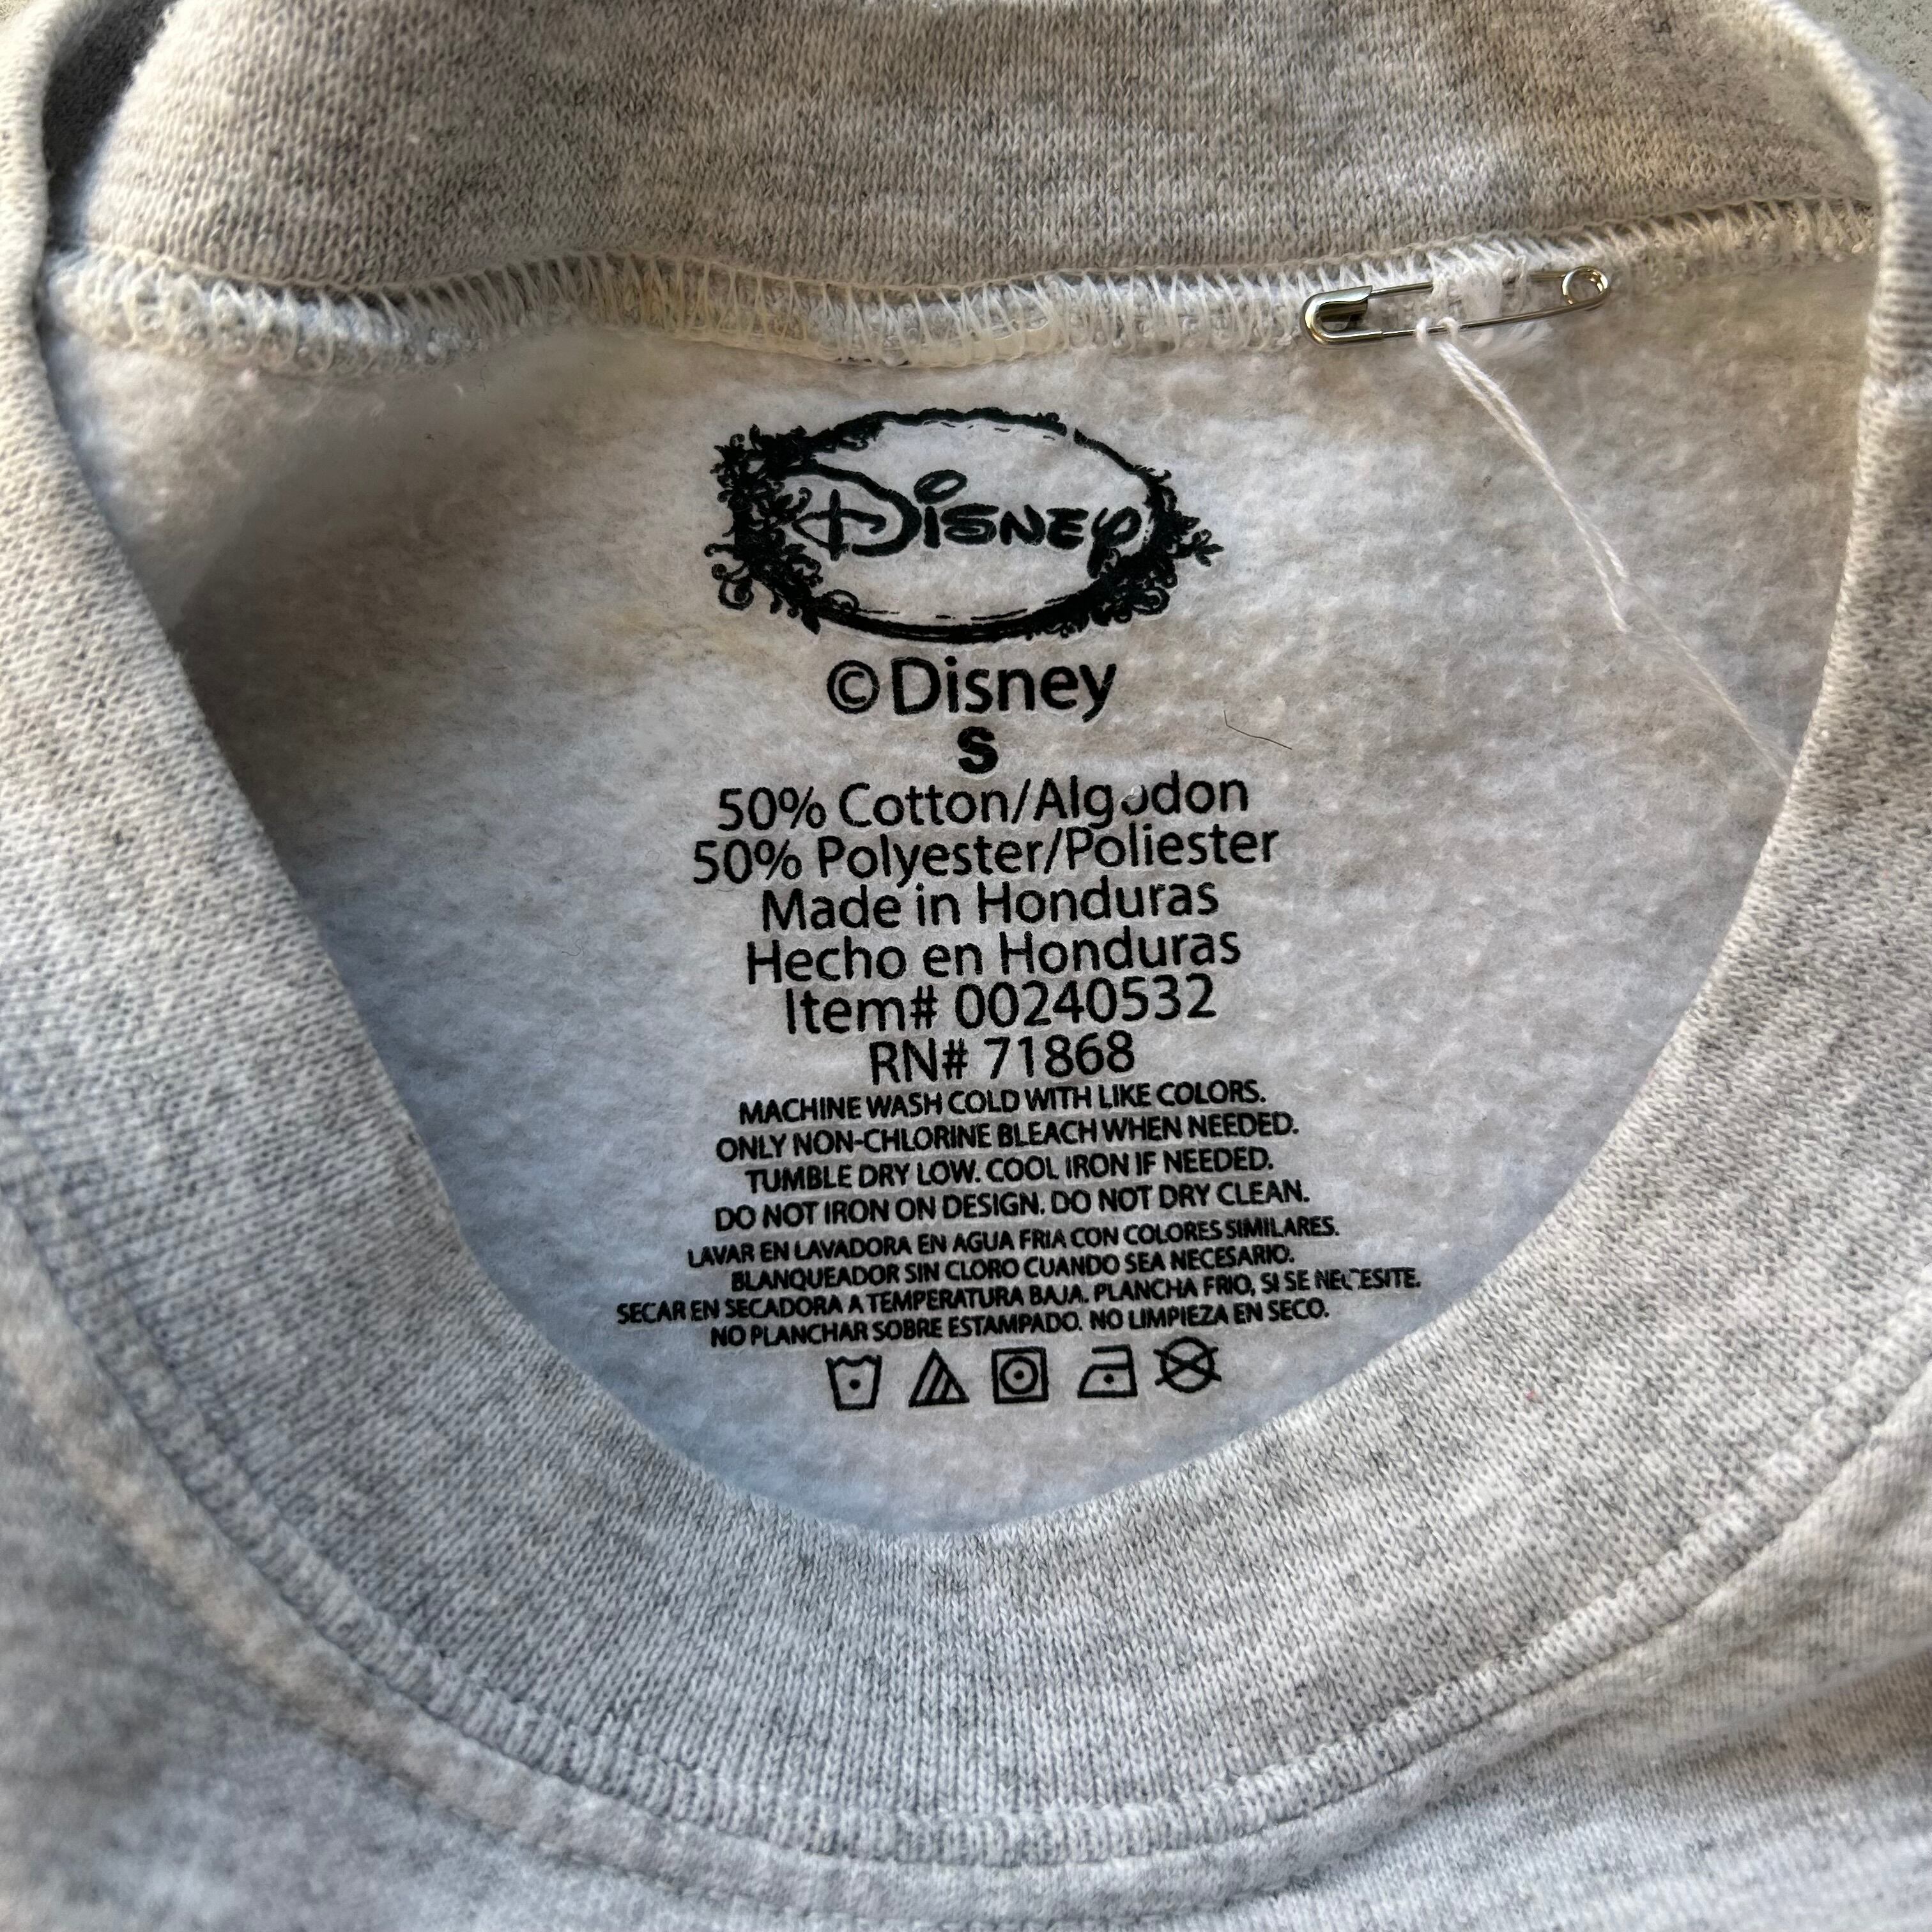 Disney
©Disney
S
50% Cotton/Algodon
50% Polyester/Poliester
Made in Honduras
Hecho en Honduras
Item# 00240532
RN# 71868
MACHINE WASH COLD WITH LIKE COLORS.
ONLY NON-CHLORINE BLEACH WHEN NEEDED.
TUMBLE DRY LOW. COOL IRON IF NEEDED.
DO NOT IRON ON DESIGN. DO NOT DRY CLEAN.
LAVAR EN LAVADORA EN AGUA FRIA CON COLORES SIMILARES.
BLANQUEADOR SIN CLORO CUANDO SEA NECESARIO.
SECAR EN SECADORA A TEMPERATURA BAJA. PLANCHA FRIO, SI SE NECESITE.
NO PLANCHAR SOBRE ESTAMPADO. NO LIMPIEZA EN SECO.